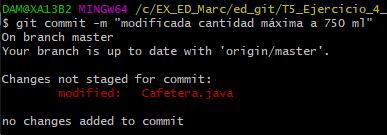 DAM@XA13B2 MINGW64 /c/EX_ED_Marc/ed_git/T5_Ejercicio_4_
$ git commit -m "modificada cantidad máxima a 750 ml"
On branch master
Your branch is up to date with 'origin/master'.
Changes not staged for commit:
modified: Cafetera.java
no changes added to commit